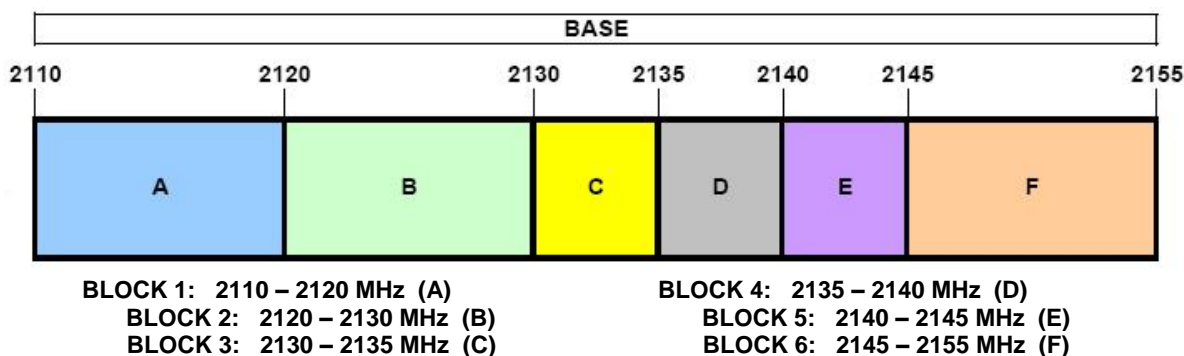 BASE
2110 2120 2130 2135 2140 2145 2155
A B C D E F
BLOCK 1: 2110 – 2120 MHz (A)
BLOCK 2: 2120 – 2130 MHz (B)
BLOCK 3: 2130 – 2135 MHz (C)
BLOCK 4: 2135 – 2140 MHz (D)
BLOCK 5: 2140 – 2145 MHz (E)
BLOCK 6: 2145 – 2155 MHz (F)